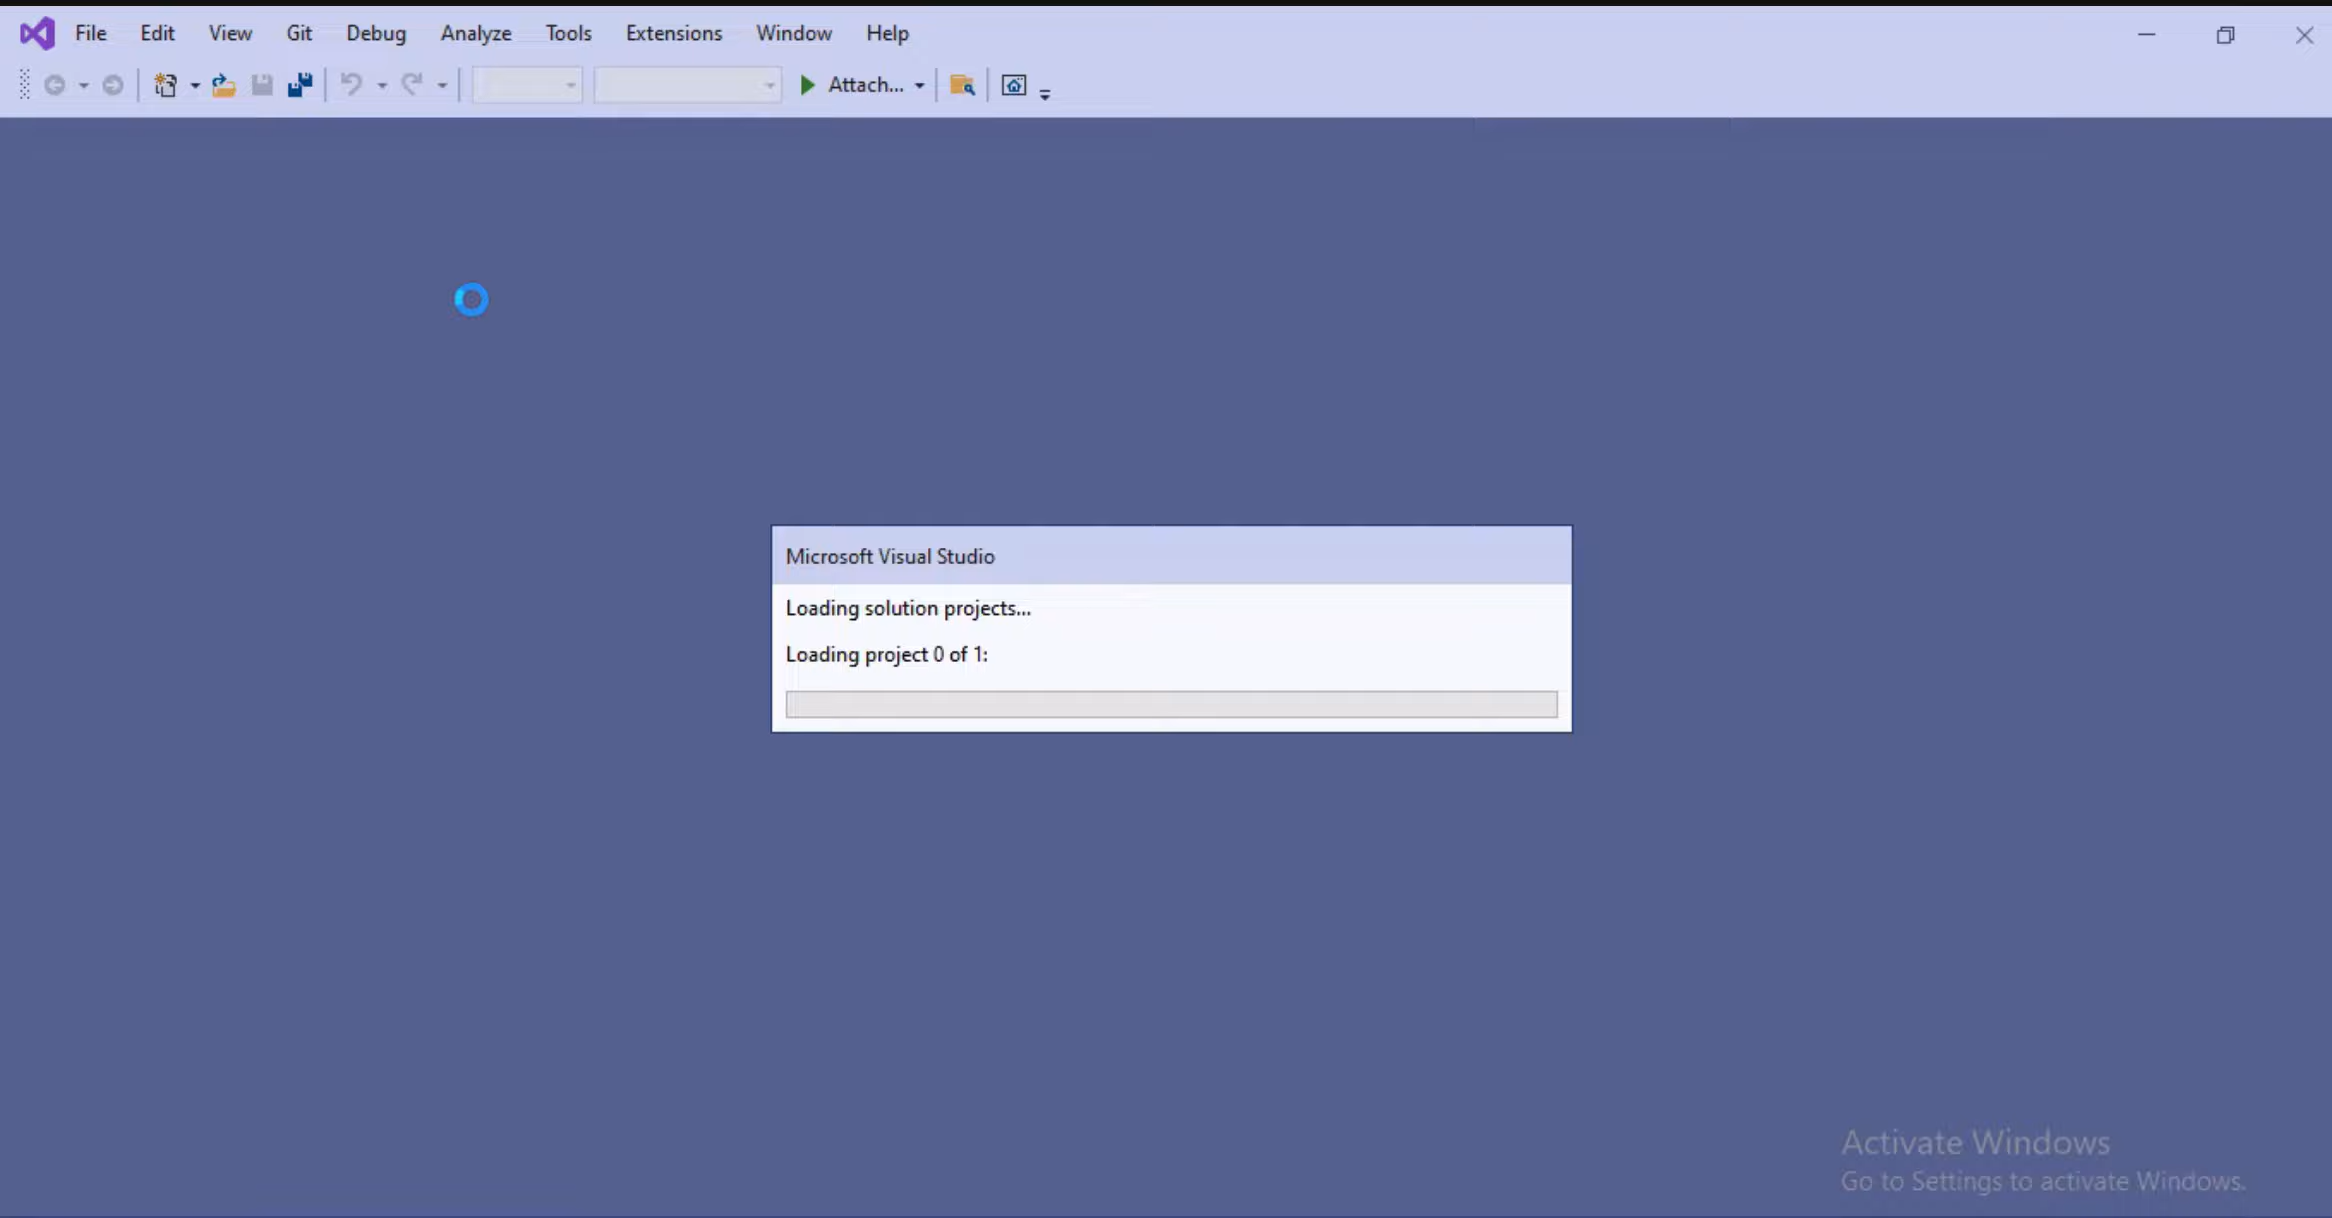 File Edit View Git Debug Analyze Tools Extensions Window Help
Attach...
Microsoft Visual Studio
Loading solution projects...
Loading project 0 of 1:
Activate Windows
Go to Settings to activate Windows.